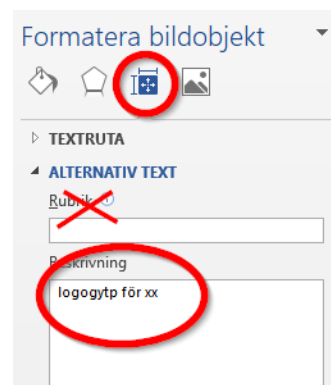 Formatera bildobjekt
TEXTRUTA
ALTERNATIV TEXT
Rubrik
Beskrivning
logogytp för xx